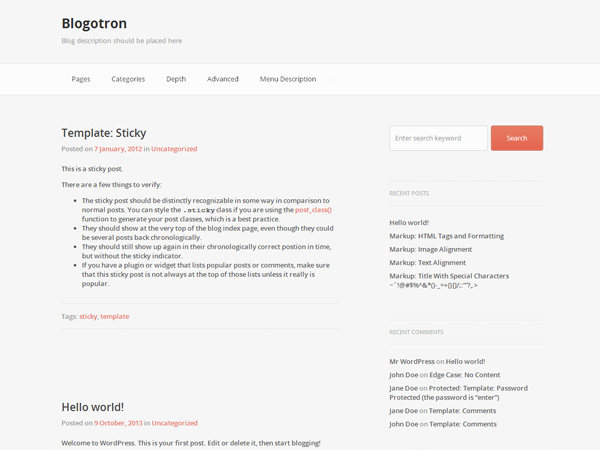 Blogotron
Blog description should be placed here
Pages Categories Depth Advanced Menu Description
Template: Sticky
Posted on 7 January, 2012 in Uncategorized
This is a sticky post.
There are a few things to verify:
• The sticky post should be distinctly recognizable in some way in comparison to
normal posts. You can style the .sticky class if you are using the post_class()
function to generate your post classes, which is a best practice.
• They should show at the very top of the blog index page, even though they could
be several posts back chronologically.
• They should still show up again in their chronologically correct postion in time,
but without the sticky indicator.
• If you have a plugin or widget that lists popular posts or comments, make sure
that this sticky post is not always at the top of those lists unless it really is
popular.
Tags: sticky, template
Hello world!
Posted on 9 October, 2013 in Uncategorized
Welcome to WordPress. This is your first post. Edit or delete it, then start blogging!
Enter search keyword Search
RECENT POSTS
Hello world!
Markup: HTML Tags and Formatting
Markup: Image Alignment
Markup: Text Alignment
Markup: Title With Special Characters
RECENT COMMENTS
Mr WordPress on Hello world!
John Doe on Edge Case: No Content
Jane Doe on Protected: Template: Password
Protected (the password is "enter")
Jane Doe on Template: Comments
John Doe on Template: Comments